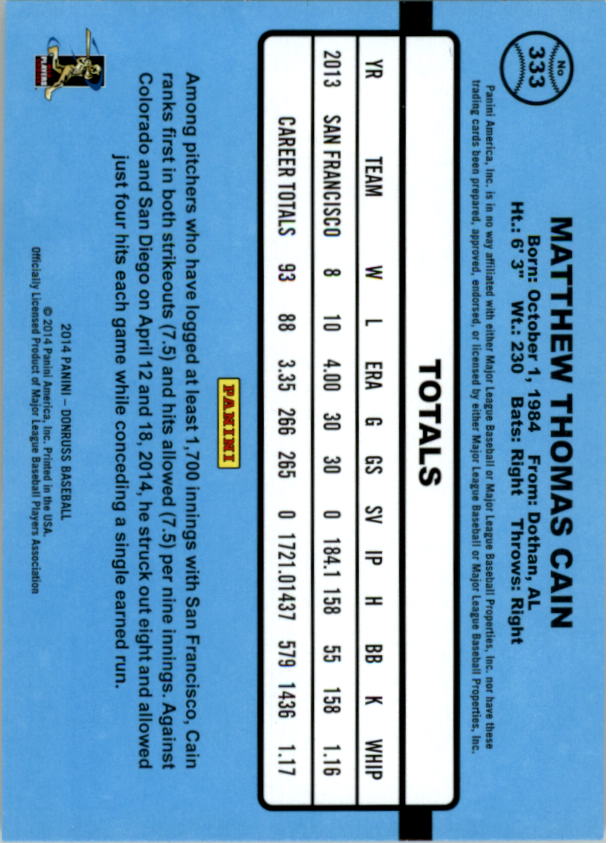 No
333
MATTHEW THOMAS CAIN
Born: October 1, 1984 From: Dothan, AL
Ht.: 6' 3" Wt.: 230 Bats: Right Throws: Right
Panini America, Inc. is in no way affiliated with either Major League Baseball or Major League Baseball Properties, Inc. nor have these
trading cards been prepared, approved, endorsed, or licensed by either Major League Baseball or Major League Baseball Properties, Inc.
TOTALS
YR TEAM W L ERA G GS SV IP H BB K WHIP
2013 SAN FRANCISCO 8 10 4.00 30 30 0 184.1 158 55 158 1.16
CAREER TOTALS 93 88 3.35 266 265 0 1721.0 1437 579 1436 1.17
PANINI
Among pitchers who have logged at least 1,700 innings with San Francisco, Cain
ranks first in both strikeouts (7.5) and hits allowed (7.5) per nine innings. Against
Colorado and San Diego on April 12 and 18, 2014, he struck out eight and allowed
just four hits each game while conceding a single earned run.
PLAYERS
2014 PANINI – DONRUSS BASEBALL
© 2014 Panini America, Inc. Printed in the USA.
Officially Licensed Product of Major League Baseball Players Association